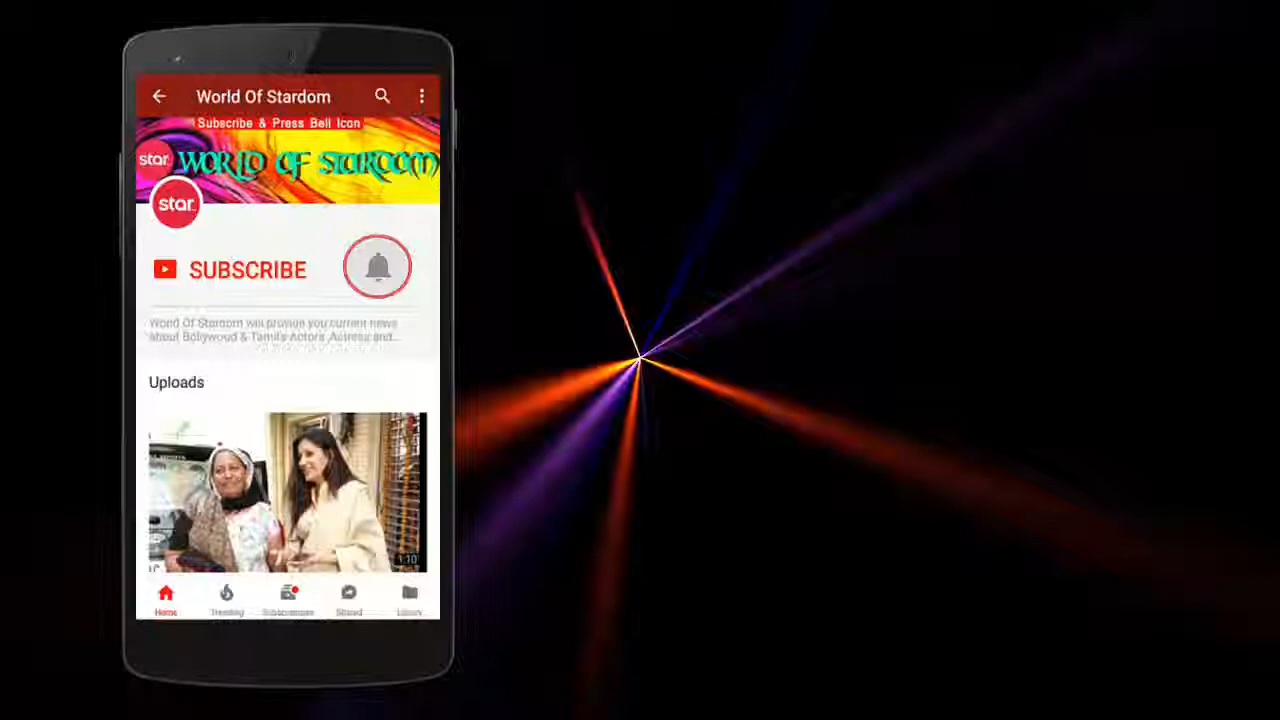 World Of Stardom
Subscribe & Press Bell Icon
star
WORLD OF STARDOM
star
SUBSCRIBE
World Of Stardom will provide you current news
about Bollywood & Tamil's Actors ,Actress and...
Uploads
1:10
Home
Trending
Subscriptions
Shared
Library